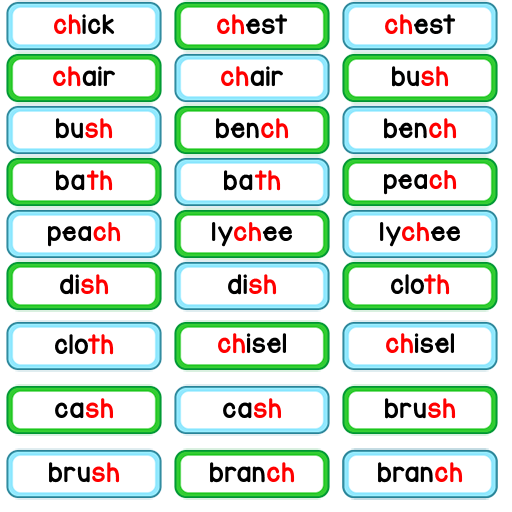 chick chest chest
chair chair bush
bush bench bench
bath bath peach
peach lychee lychee
dish dish cloth
cloth chisel chisel
cash cash brush
brush branch branch